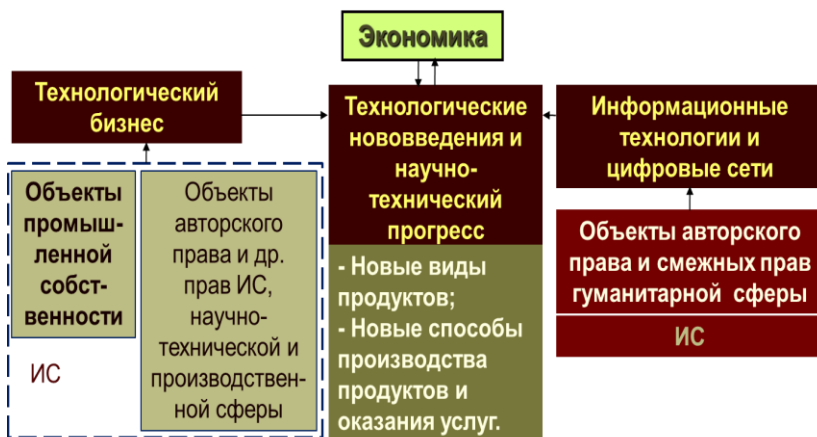 Экономика
Технологический
бизнес
Объекты
промыш-
ленной
собст-
венности
ИС
Объекты
авторского
права и др.
прав ИС,
научно-
технической и
производствен-
ной сферы
Технологические
нововведения и
научно-
технический
прогресс
- Новые виды
продуктов;
- Новые способы
производства
продуктов и
оказания услуг.
Информационные
технологии и
цифровые сети
Объекты авторского
права и смежных прав
гуманитарной сферы
ИС